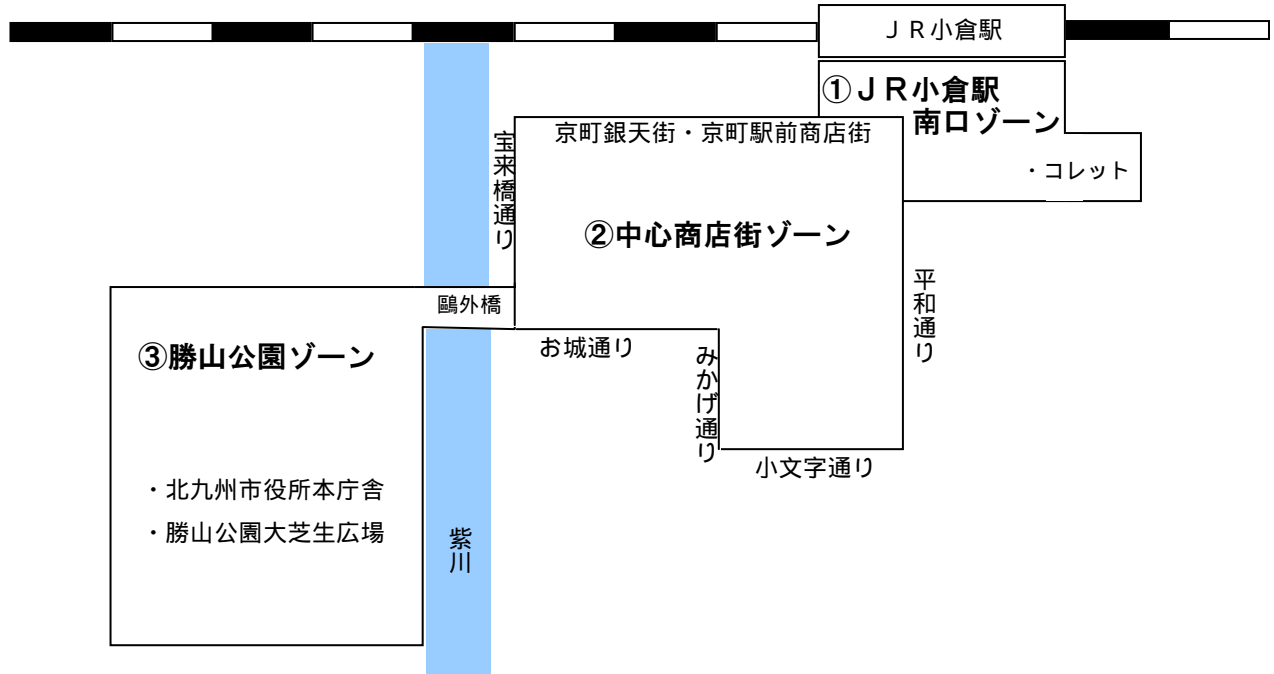 ＪＲ小倉駅
①ＪＲ小倉駅
南口ゾーン
・コレット
京町銀天街・京町駅前商店街
宝来橋通り
②中心商店街ゾーン
平和通り
鷗外橋
お城通り
みかげ通り
小文字通り
③勝山公園ゾーン
・北九州市役所本庁舎
・勝山公園大芝生広場
紫川